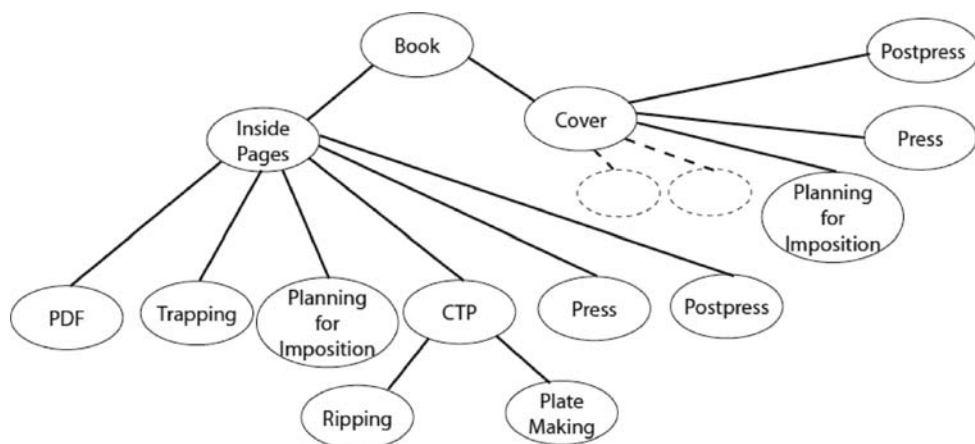 Book
Postpress
Cover
Inside
Pages
Press
Planning
for
Imposition
PDF
Trapping
Planning
for
Imposition
CTP
Press
Postpress
Ripping
Plate
Making